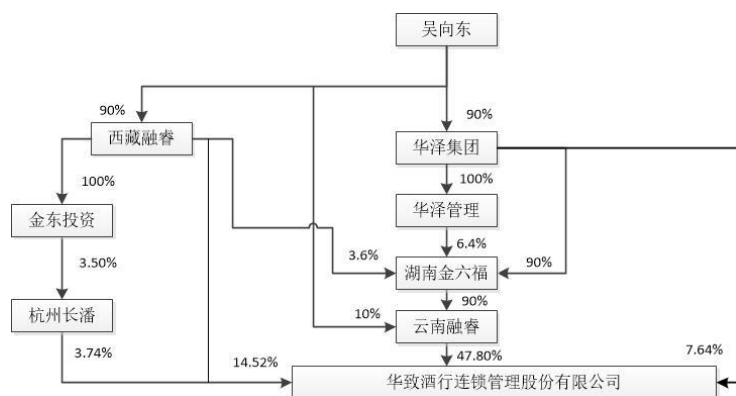 吴向东
90%
90%
西藏融睿
华泽集团
100%
100%
金东投资
华泽管理
3.50%
3.6%
6.4%
90%
湖南金六福
90%
杭州长潘
10%
云南融睿
3.74%
14.52%
47.80%
7.64%
华致酒行连锁管理股份有限公司